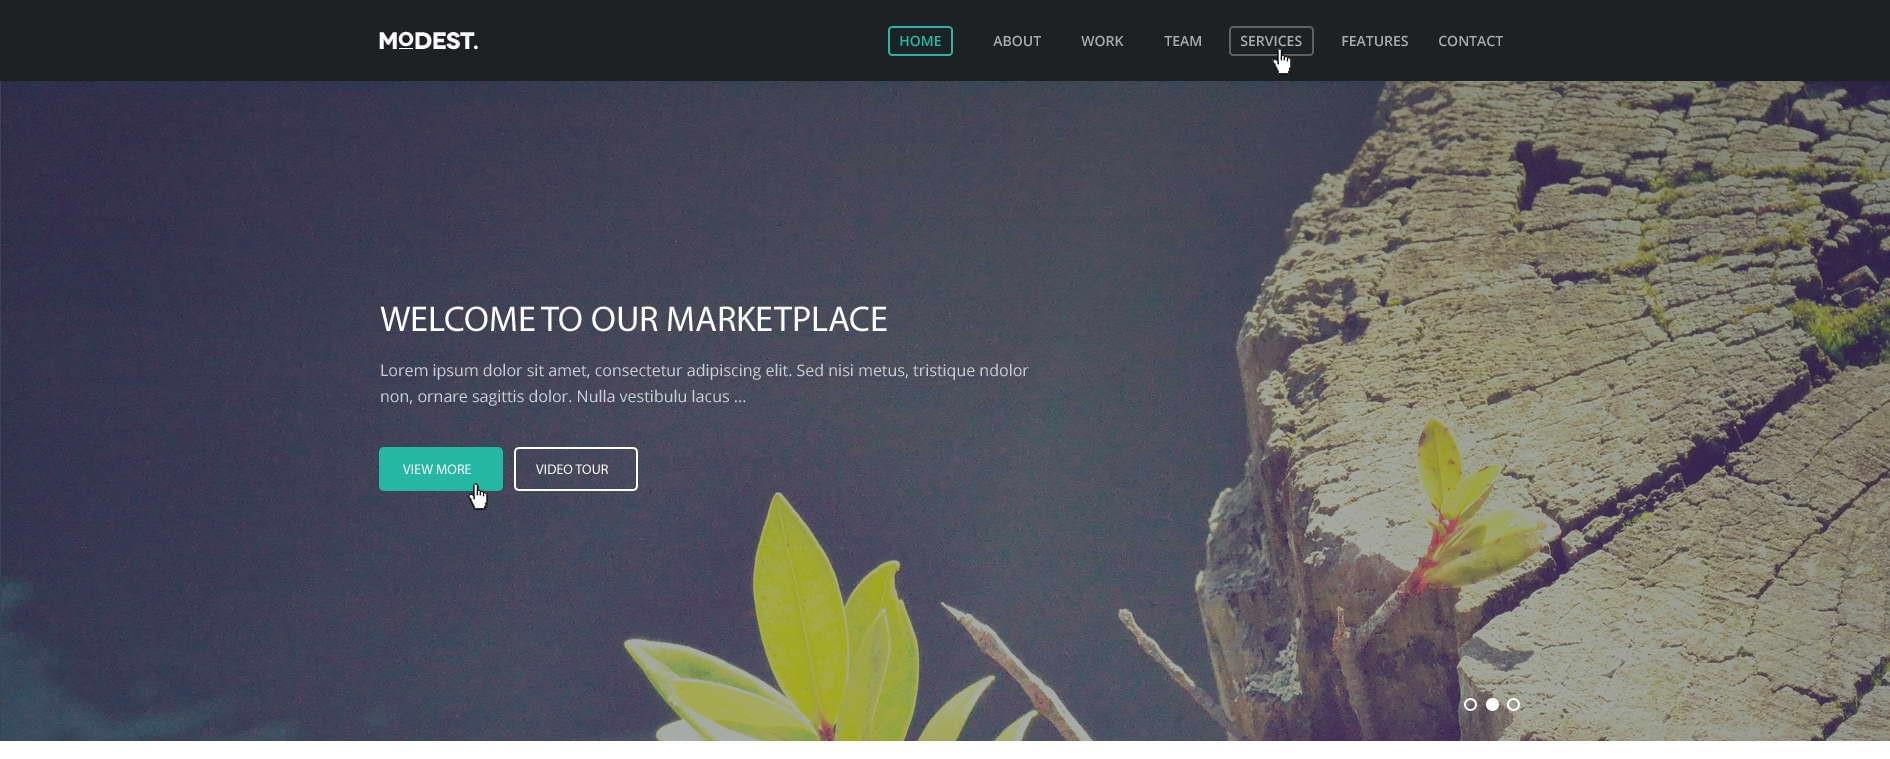 MODEST.
HOME ABOUT WORK TEAM SERVICES FEATURES CONTACT
WELCOME TO OUR MARKETPLACE
Lorem ipsum dolor sit amet, consectetur adipiscing elit. Sed nisi metus, tristique ndolor
non, ornare sagittis dolor. Nulla vestibulu lacus ...
VIEW MORE VIDEO TOUR